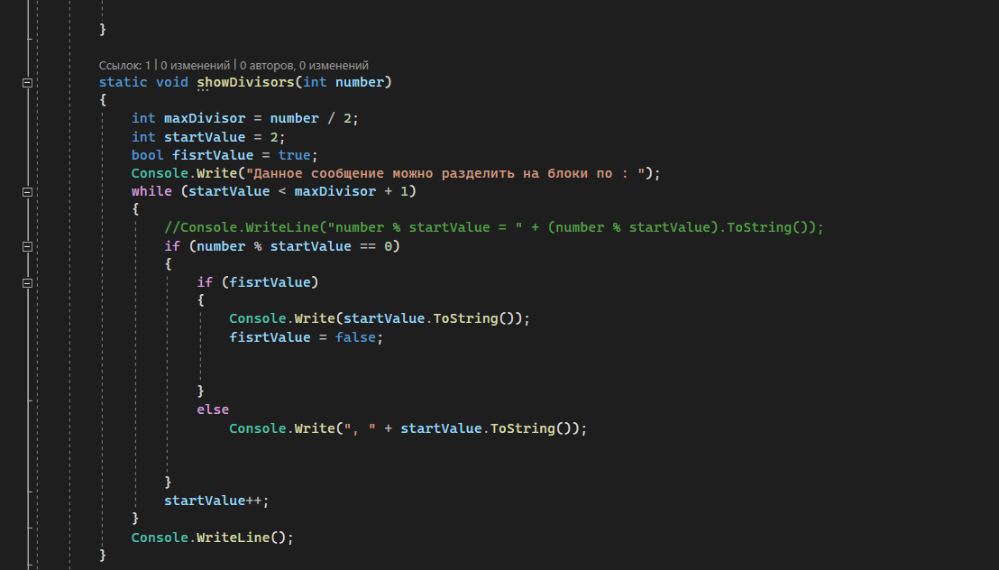 }
Ссылок: 1 | 0 изменений | 0 авторов, 0 изменений
static void showDivisors(int number)
{
int maxDivisor = number / 2;
int startValue = 2;
bool fisrtValue = true;
Console.Write("Данное сообщение можно разделить на блоки по : ");
while (startValue < maxDivisor + 1)
{
//Console.WriteLine("number % startValue = " + (number % startValue).ToString());
if (number % startValue == 0)
{
if (fisrtValue)
{
Console.Write(startValue.ToString());
fisrtValue = false;
}
else
Console.Write(", " + startValue.ToString());
}
startValue++;
}
Console.WriteLine();
}